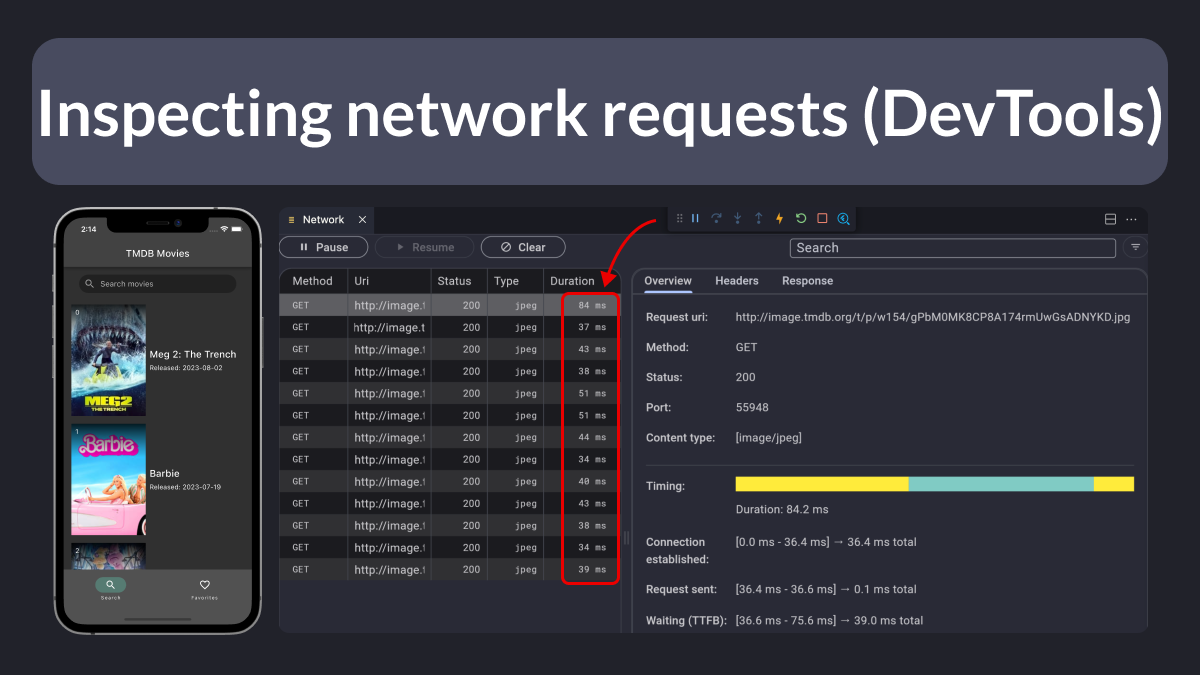 Inspecting network requests (DevTools)
2:14
TMDB Movies
Search movies
0
Meg 2: The Trench
Released: 2023-08-02
MEG2
THE TRENCH
1
Barbie
Barbie
Released: 2023-07-19
2
Search
Favorites
Network
Pause
Resume
Clear
Search
Method Uri Status Type Duration
GET http://image.t 200 jpeg 84 ms
GET http://image.t 200 jpeg 37 ms
GET http://image.t 200 jpeg 43 ms
GET http://image.t 200 jpeg 38 ms
GET http://image.t 200 jpeg 51 ms
GET http://image.t 200 jpeg 51 ms
GET http://image.t 200 jpeg 44 ms
GET http://image.t 200 jpeg 34 ms
GET http://image.t 200 jpeg 40 ms
GET http://image.t 200 jpeg 43 ms
GET http://image.t 200 jpeg 38 ms
GET http://image.t 200 jpeg 34 ms
GET http://image.t 200 jpeg 39 ms
Overview Headers Response
Request uri: http://image.tmdb.org/t/p/w154/gPbM0MK8CP8A174rmUwGsADNYKD.jpg
Method: GET
Status: 200
Port: 55948
Content type: [image/jpeg]
Timing:
Duration: 84.2 ms
Connection established: [0.0 ms - 36.4 ms] → 36.4 ms total
Request sent: [36.4 ms - 36.6 ms] → 0.1 ms total
Waiting (TTFB): [36.6 ms - 75.6 ms] → 39.0 ms total